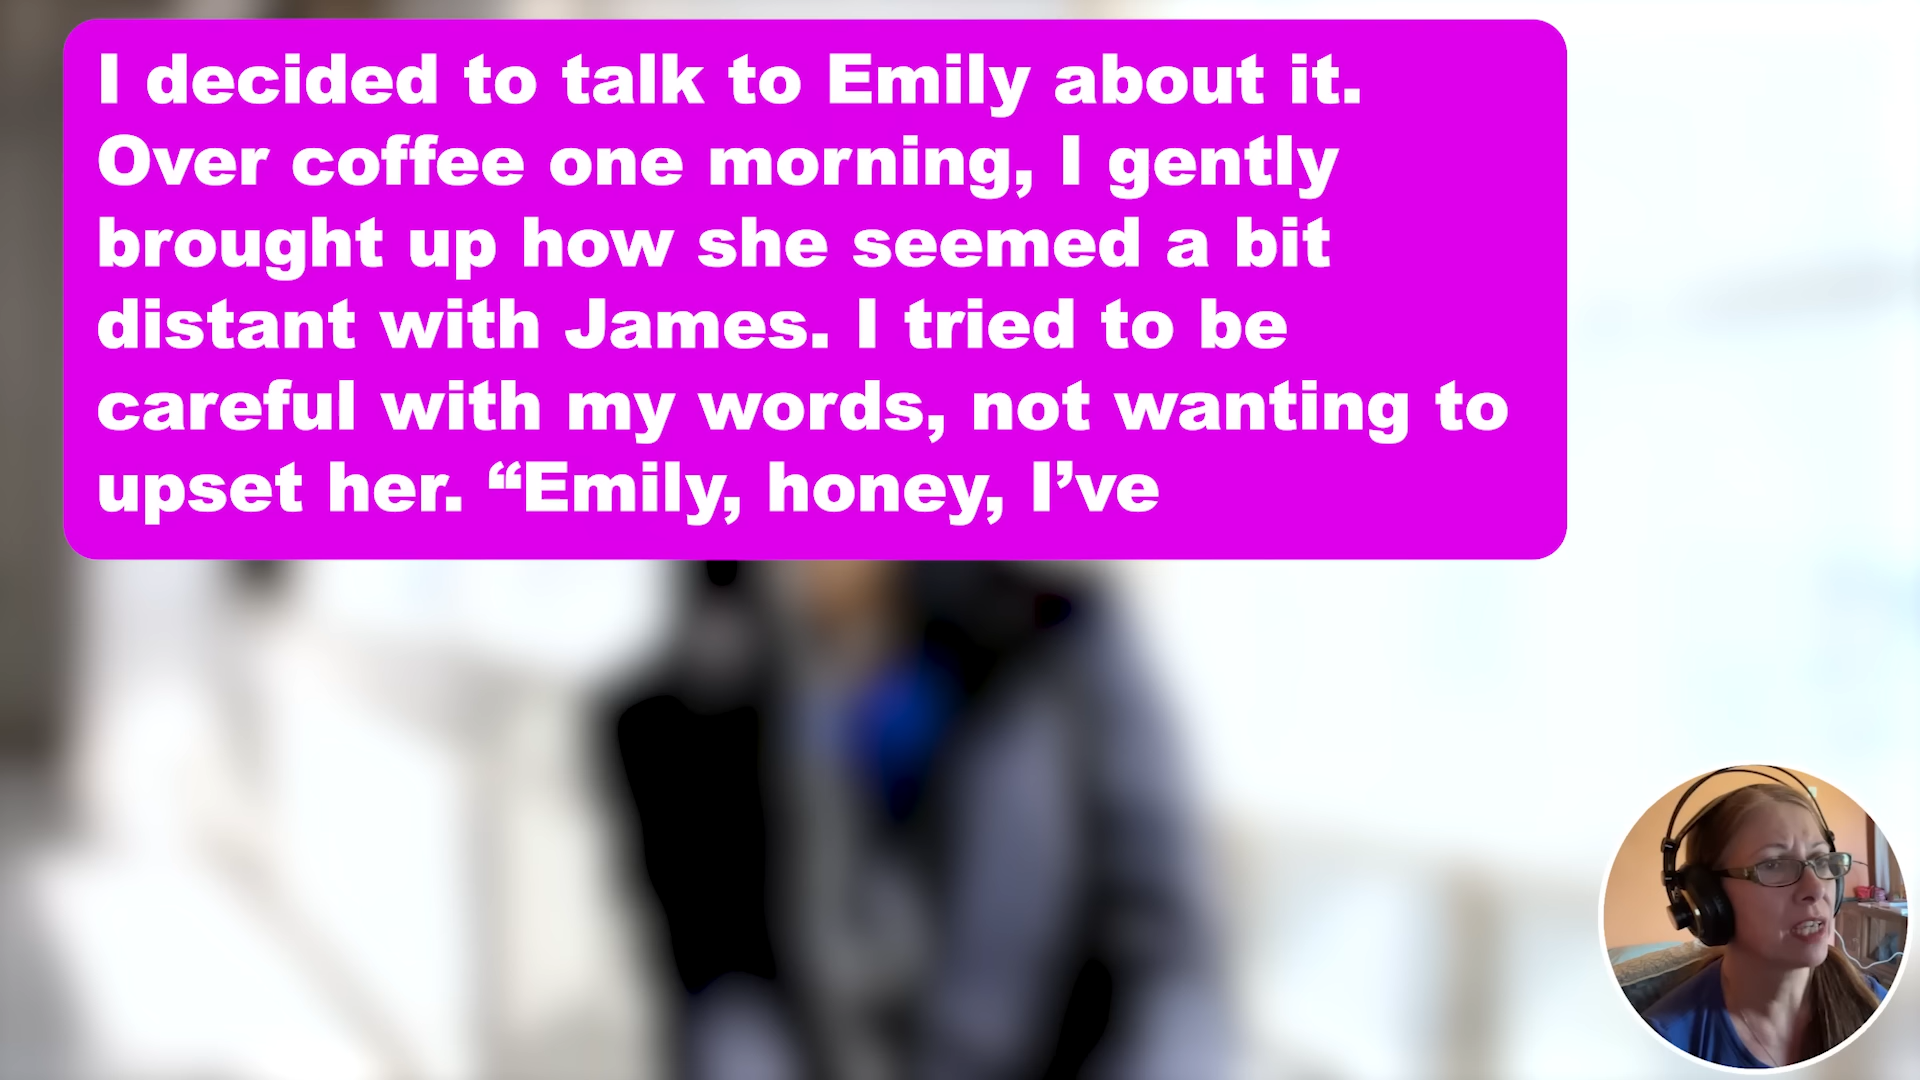 I decided to talk to Emily about it.
Over coffee one morning, I gently
brought up how she seemed a bit
distant with James. I tried to be
careful with my words, not wanting to
upset her. “Emily, honey, I’ve